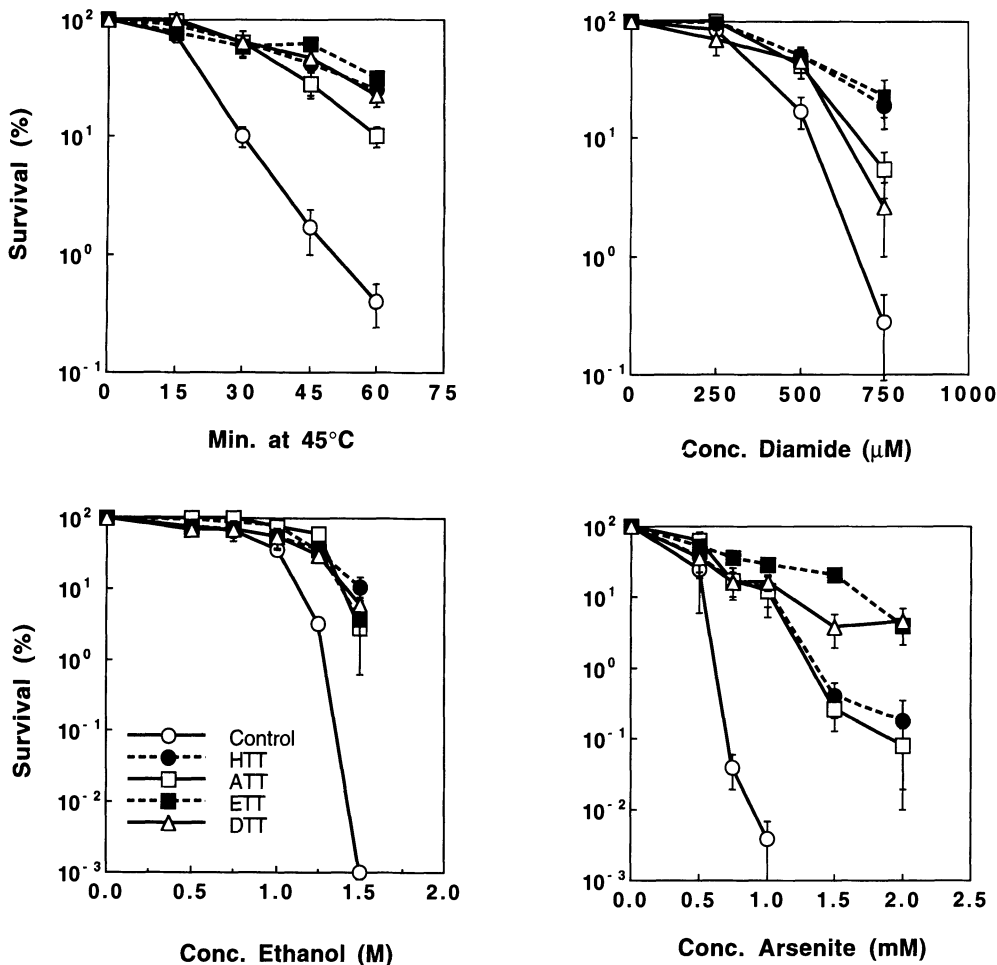 Survival (%)
10²
10¹
10⁰
10⁻¹
0 15 30 45 60 75
Min. at 45°C
10²
10¹
10⁰
10⁻¹
0 250 500 750 1000
Conc. Diamide (µM)
Survival (%)
10²
10¹
10⁰
10⁻¹
10⁻²
10⁻³
Control
HTT
ATT
ETT
DTT
0.0 0.5 1.0 1.5 2.0
Conc. Ethanol (M)
10²
10¹
10⁰
10⁻¹
10⁻²
10⁻³
0.0 0.5 1.0 1.5 2.0 2.5
Conc. Arsenite (mM)